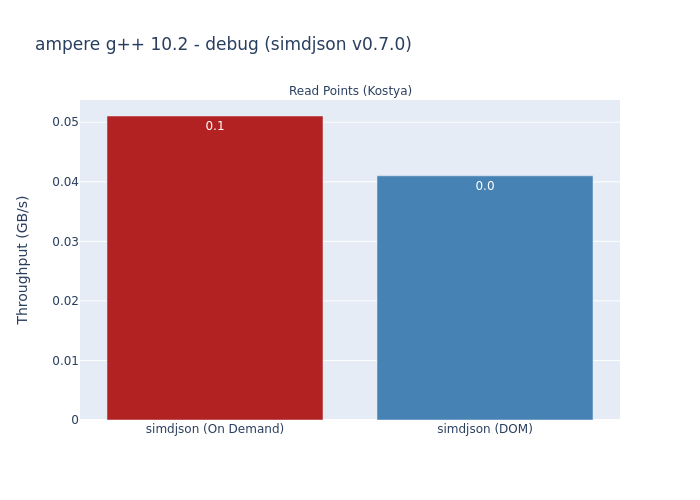 ampere g++ 10.2 - debug (simdjson v0.7.0)
Read Points (Kostya)
0.05
0.04
0.03
0.02
0.01
0
Throughput (GB/s)
0.1
0.0
simdjson (On Demand)
simdjson (DOM)